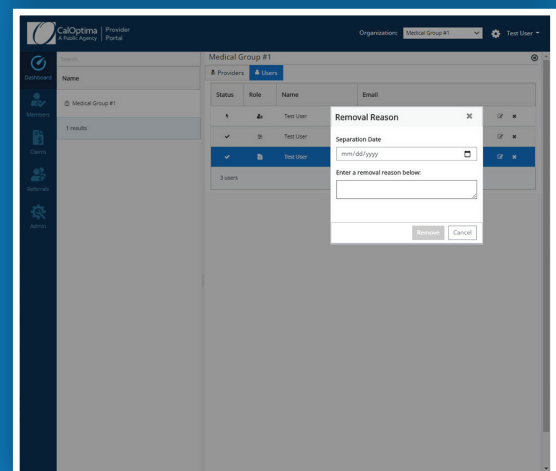 CalOptima
A Public Agency
Provider
Portal
Organization: Medical Group #1
Test User
Dashboard
Members
Claims
Referrals
Admin
Search
Name
Medical Group #1
1 results
Medical Group #1
Providers
Users
Status Role Name Email
Test User
Test User
Test User
3 users
Removal Reason
Separation Date
mm/dd/yyyy
Enter a removal reason below:
Remove
Cancel